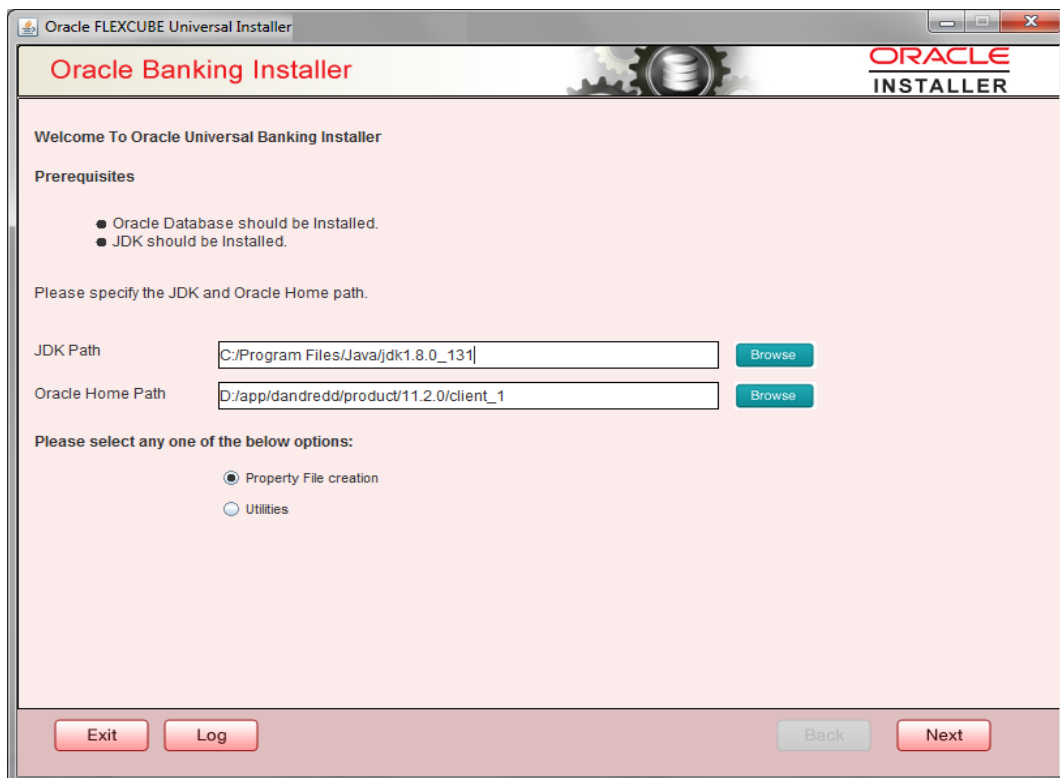 Oracle FLEXCUBE Universal Installer
Oracle Banking Installer
ORACLE
INSTALLER
Welcome To Oracle Universal Banking Installer
Prerequisites
Oracle Database should be Installed.
JDK should be Installed.
Please specify the JDK and Oracle Home path.
JDK Path
C:/Program Files/Java/jdk1.8.0_131
Browse
Oracle Home Path
D:/app/dandredd/product/11.2.0/client_1
Browse
Please select any one of the below options:
Property File creation
Utilities
Exit
Log
Back
Next